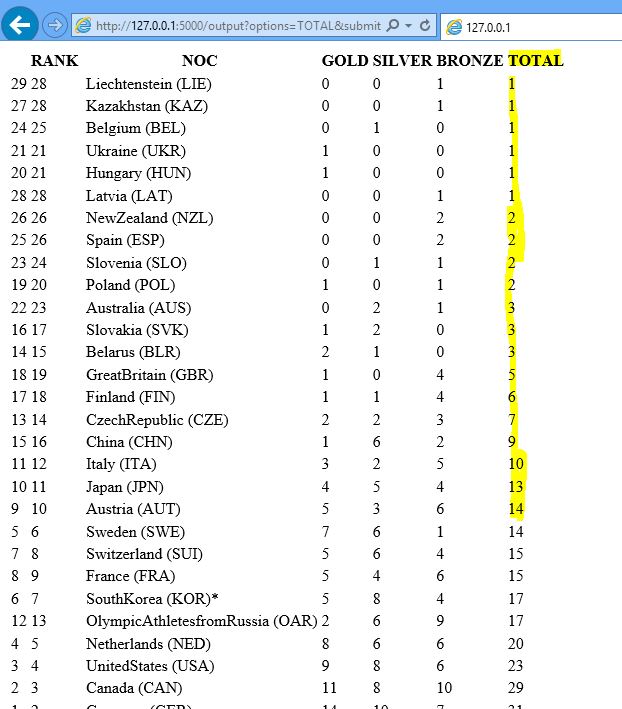 http://127.0.0.1:5000/output?options=TOTAL&submit 127.0.0.1
RANK NOC GOLD SILVER BRONZE TOTAL
29 28 Liechtenstein (LIE) 0 0 1 1
27 28 Kazakhstan (KAZ) 0 0 1 1
24 25 Belgium (BEL) 0 1 0 1
21 21 Ukraine (UKR) 1 0 0 1
20 21 Hungary (HUN) 1 0 0 1
28 28 Latvia (LAT) 0 0 1 1
26 26 NewZealand (NZL) 0 0 2 2
25 26 Spain (ESP) 0 0 2 2
23 24 Slovenia (SLO) 0 1 1 2
19 20 Poland (POL) 1 0 1 2
22 23 Australia (AUS) 0 2 1 3
16 17 Slovakia (SVK) 1 2 0 3
14 15 Belarus (BLR) 2 1 0 3
18 19 GreatBritain (GBR) 1 0 4 5
17 18 Finland (FIN) 1 1 4 6
13 14 CzechRepublic (CZE) 2 2 3 7
15 16 China (CHN) 1 6 2 9
11 12 Italy (ITA) 3 2 5 10
10 11 Japan (JPN) 4 5 4 13
9 10 Austria (AUT) 5 3 6 14
5 6 Sweden (SWE) 7 6 1 14
7 8 Switzerland (SUI) 5 6 4 15
8 9 France (FRA) 5 4 6 15
6 7 SouthKorea (KOR)* 5 8 4 17
12 13 OlympicAthletesfromRussia (OAR) 2 6 9 17
4 5 Netherlands (NED) 8 6 6 20
3 4 UnitedStates (USA) 9 8 6 23
2 3 Canada (CAN) 11 8 10 29